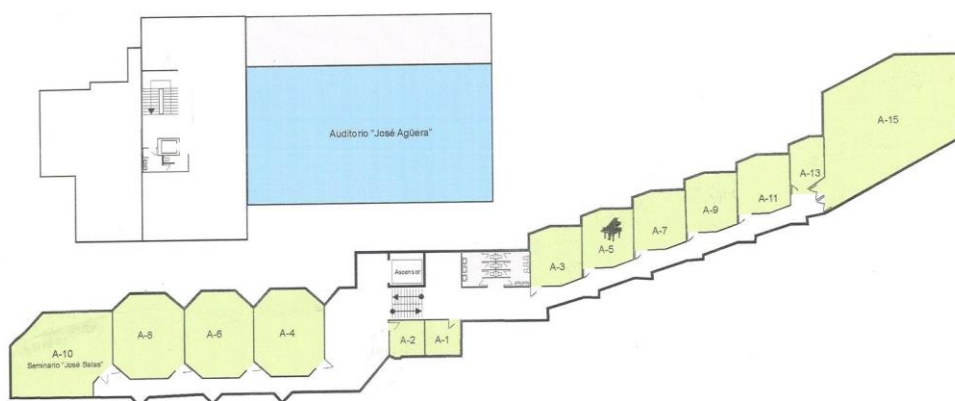 Auditorio "José Agüera"
A-15
A-13
A-11
A-9
A-7
A-5
A-3
Ascensor
A-2
A-1
A-4
A-6
A-8
A-10
Seminario "José Salas"